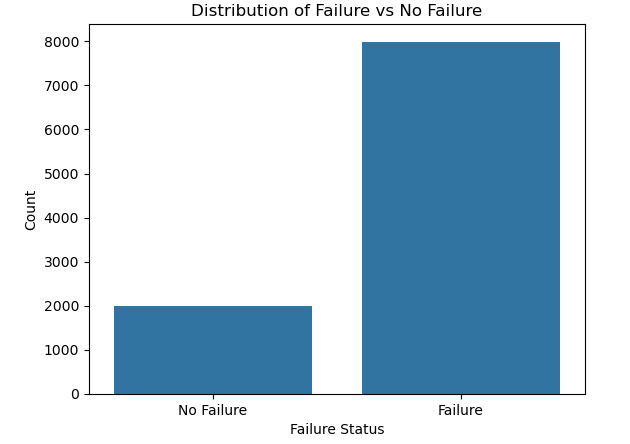 Distribution of Failure vs No Failure
8000
7000
6000
5000
4000
3000
2000
1000
0
Count
No Failure Failure
Failure Status